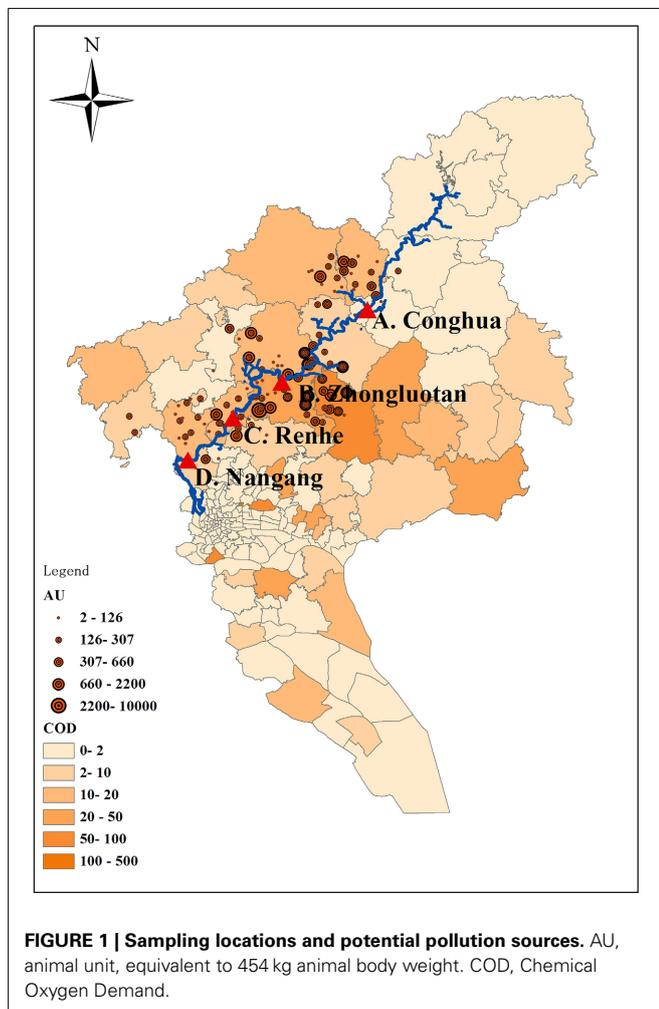 N
A. Conghua
B. Zhongluotan
C. Renhe
D. Nangang
Legend
AU
2 - 126
126- 307
307- 660
660 - 2200
2200- 10000
COD
0- 2
2- 10
10- 20
20 - 50
50- 100
100 - 500
FIGURE 1 | Sampling locations and potential pollution sources. AU,
animal unit, equivalent to 454 kg animal body weight. COD, Chemical
Oxygen Demand.